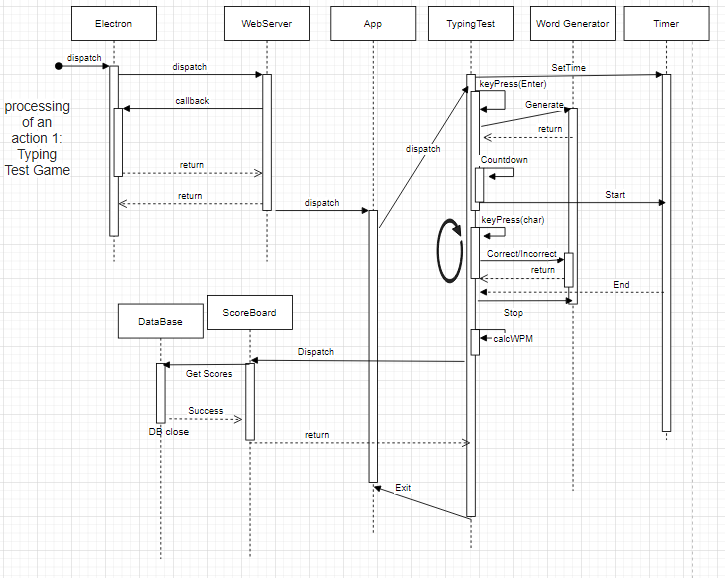 Electron
WebServer
App
TypingTest
Word Generator
Timer
dispatch
dispatch
SetTime
keyPress(Enter)
callback
Generate
processing
of an
action 1:
Typing
Test Game
return
dispatch
return
Countdown
return
dispatch
Start
keyPress(char)
Correct/Incorrect
return
End
DataBase
ScoreBoard
Stop
calcWPM
Dispatch
Get Scores
Success
DB close
return
Exit